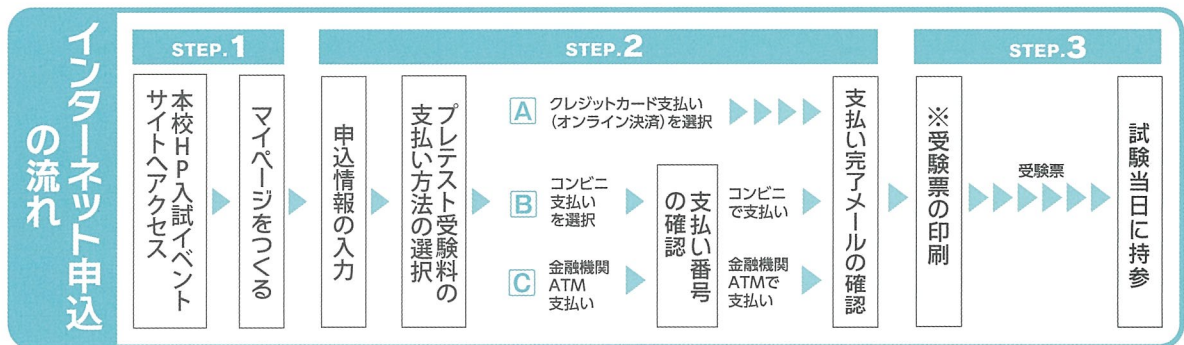 インターネット申込
の流れ
STEP.1
本校HP入試イベント
サイトへアクセス
マイページをつくる
STEP.2
申込情報の入力
プレテスト受験料の
支払い方法の選択
A クレジットカード支払い
(オンライン決済)を選択
B コンビニ
支払い
を選択
C 金融機関
ATM
支払い
支払い番号
の確認
コンビニ
で支払い
金融機関
ATMで
支払い
支払い完了メールの確認
STEP.3
※受験票の印刷
受験票
試験当日に持参